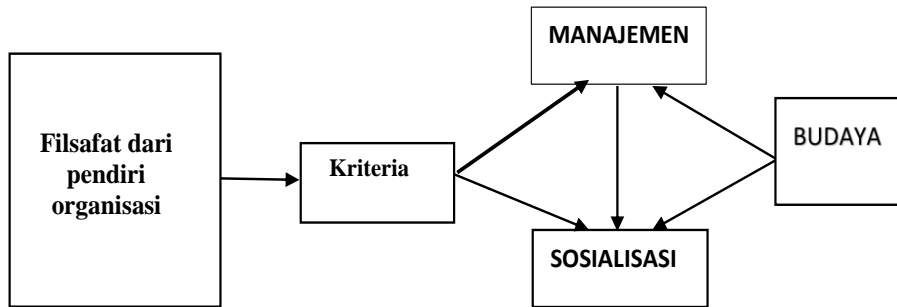 MANAJEMEN
Filsafat dari
pendiri
organisasi
Kriteria
BUDAYA
SOSIALISASI